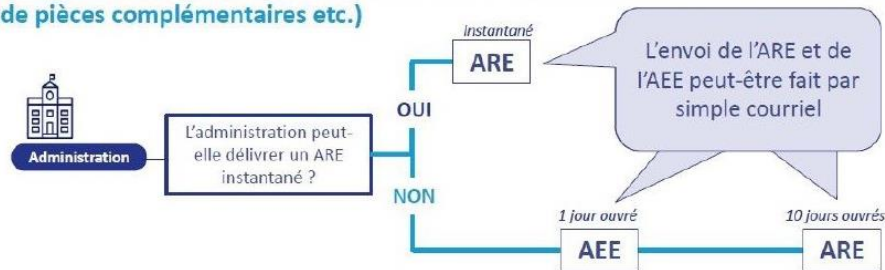 de pièces complémentaires etc.)
instantané
ARE
L'envoi de l'ARE et de
l'AEE peut-être fait par
simple courriel
OUI
Administration
L'administration peut-
elle délivrer un ARE
instantané ?
NON
1 jour ouvré
10 jours ouvrés
AEE
ARE